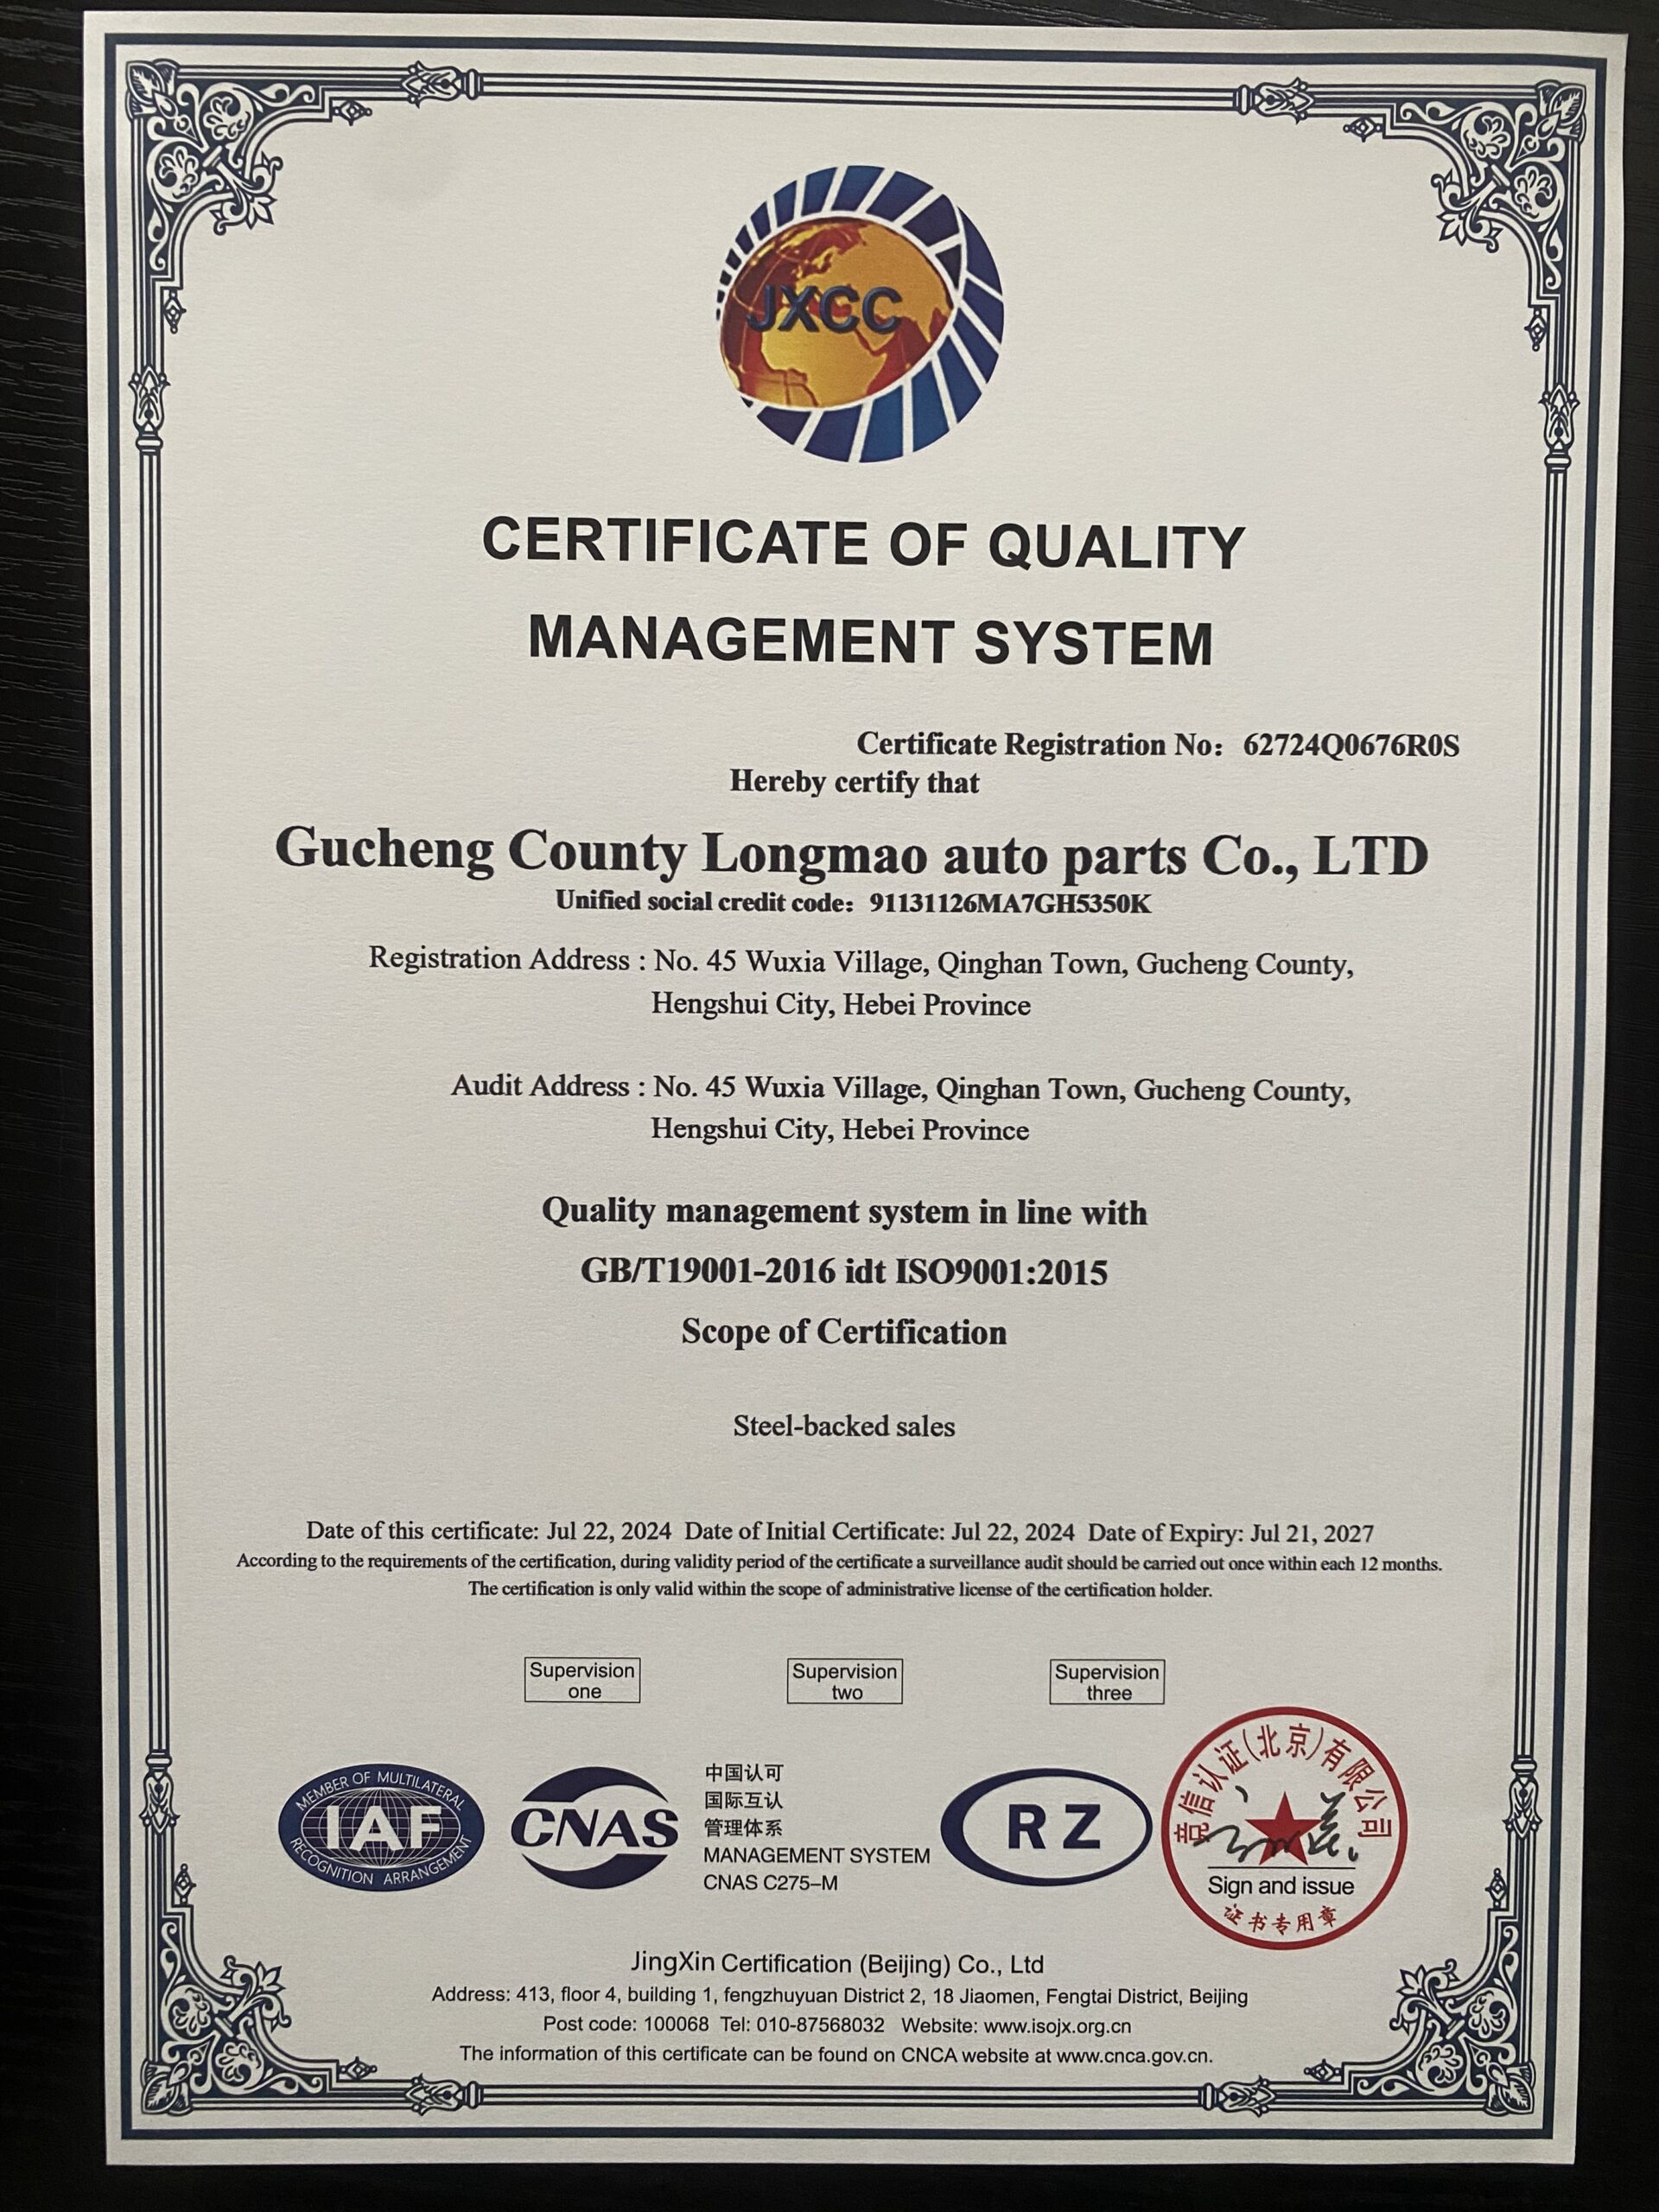 JXCC
CERTIFICATE OF QUALITY
MANAGEMENT SYSTEM
Certificate Registration No： 62724Q0676R0S
Hereby certify that
Gucheng County Longmao auto parts Co., LTD
Unified social credit code：91131126MA7GH5350K
Registration Address : No. 45 Wuxia Village, Qinghan Town, Gucheng County,
Hengshui City, Hebei Province
Audit Address : No. 45 Wuxia Village, Qinghan Town, Gucheng County,
Hengshui City, Hebei Province
Quality management system in line with
GB/T19001-2016 idt ISO9001:2015
Scope of Certification
Steel-backed sales
Date of this certificate: Jul 22, 2024 Date of Initial Certificate: Jul 22, 2024 Date of Expiry: Jul 21, 2027
According to the requirements of the certification, during validity period of the certificate a surveillance audit should be carried out once within each 12 months.
The certification is only valid within the scope of administrative license of the certification holder.
Supervision
one
Supervision
two
Supervision
three
MEMBER OF MULTILATERAL
IAF
RECOGNITION ARRANGEMENT
CNAS
中国认可
国际互认
管理体系
MANAGEMENT SYSTEM
CNAS C275–M
RZ
竞信认证(北京)有限公司
Sign and issue
证书专用章
JingXin Certification (Beijing) Co., Ltd
Address: 413, floor 4, building 1, fengzhuyuan District 2, 18 Jiaomen, Fengtai District, Beijing
Post code: 100068 Tel: 010-87568032 Website: www.isojx.org.cn
The information of this certificate can be found on CNCA website at www.cnca.gov.cn.